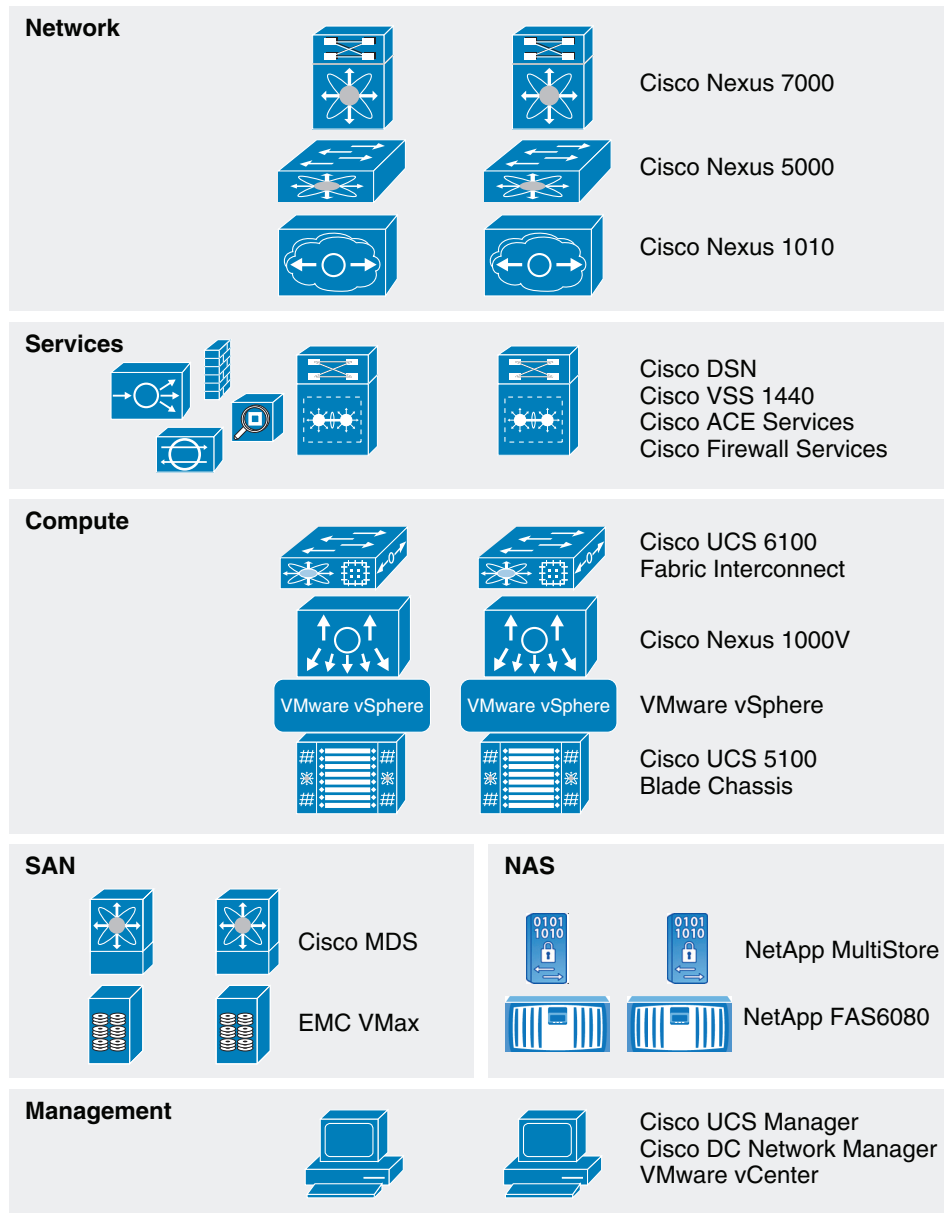 Network
Cisco Nexus 7000
Cisco Nexus 5000
Cisco Nexus 1010
Services
Cisco DSN
Cisco VSS 1440
Cisco ACE Services
Cisco Firewall Services
Compute
Cisco UCS 6100
Fabric Interconnect
Cisco Nexus 1000V
VMware vSphere
VMware vSphere
VMware vSphere
Cisco UCS 5100
Blade Chassis
SAN
Cisco MDS
EMC VMax
NAS
0101
1010
0101
1010
NetApp MultiStore
NetApp FAS6080
Management
Cisco UCS Manager
Cisco DC Network Manager
VMware vCenter